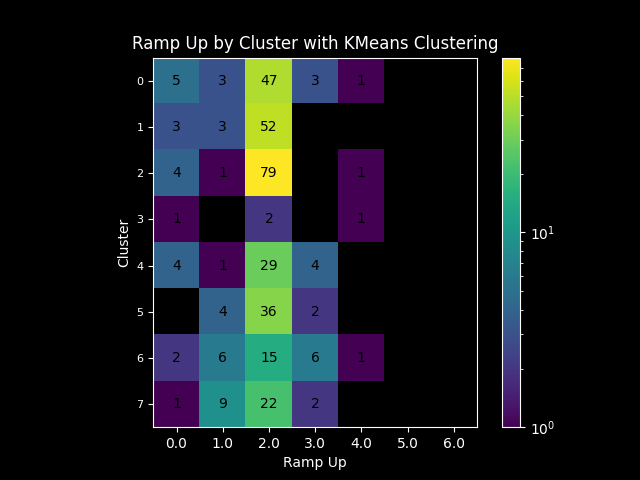 Ramp Up by Cluster with KMeans Clustering
0 5 3 47 3 1
1 3 3 52
2 4 1 79 1
3 1 2 1
4 4 1 29 4
5 4 36 2
6 2 6 15 6 1
7 1 9 22 2
0.0 1.0 2.0 3.0 4.0 5.0 6.0
Ramp Up
Cluster
10¹
10⁰